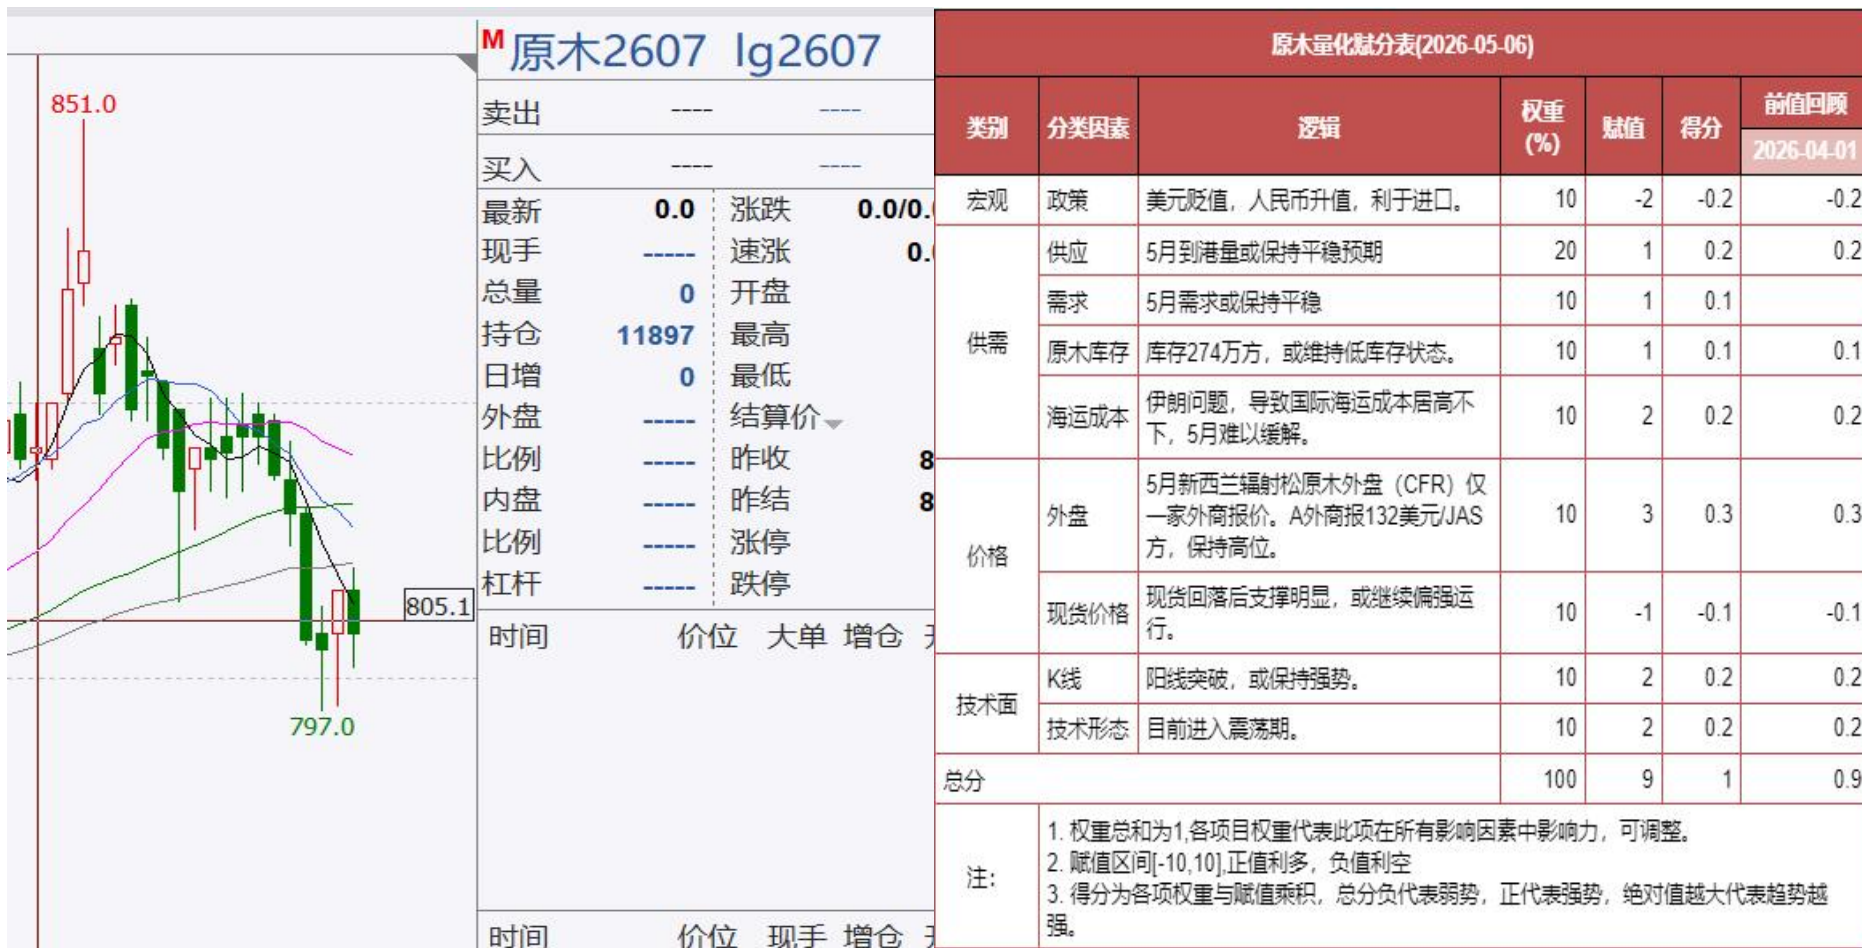 851.0
805.1
797.0
M 原木2607 lg2607
卖出 ---- ----
买入 ---- ----
最新 0.0 涨跌 0.0/0.
现手 ----- 速涨 0.
总量 0 开盘
持仓 11897 最高
日增 0 最低
外盘 ----- 结算价
比例 ----- 昨收 8
内盘 ----- 昨结 8
比例 ----- 涨停
杠杆 ----- 跌停
时间 价位 大单 增仓
时间 价位 现手 增仓
原木量化赋分表(2026-05-06)
类别 分类因素 逻辑 权重(%) 赋值 得分 前值回顾
2026-04-01
宏观 政策 美元贬值，人民币升值，利于进口。 10 -2 -0.2 -0.2
供需
供应 5月到港量或保持平稳预期 20 1 0.2 0.2
需求 5月需求或保持平稳 10 1 0.1
原木库存 库存274万方，或维持低库存状态。 10 1 0.1 0.1
海运成本 伊朗问题，导致国际海运成本居高不
下，5月难以缓解。 10 2 0.2 0.2
价格
外盘 5月新西兰辐射松原木外盘（CFR）仅
一家外商报价。A外商报132美元/JAS
方，保持高位。 10 3 0.3 0.3
现货价格 现货回落后支撑明显，或继续偏强运
行。 10 -1 -0.1 -0.1
技术面
K线 阳线突破，或保持强势。 10 2 0.2 0.2
技术形态 目前进入震荡期。 10 2 0.2 0.2
总分 100 9 1 0.9
注：
1. 权重总和为1,各项目权重代表此项在所有影响因素中影响力，可调整。
2. 赋值区间[-10,10],正值利多，负值利空
3. 得分为各项权重与赋值乘积，总分负代表弱势，正代表强势，绝对值越大代表趋势越
强。